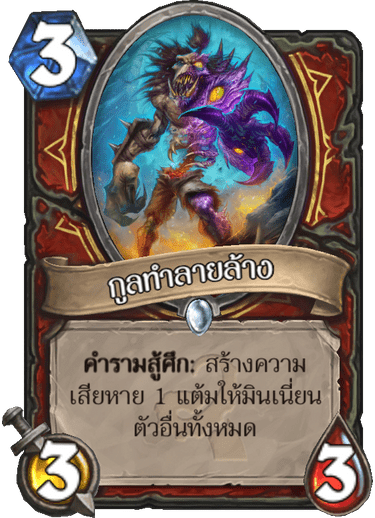 3
กูลทำลายล้าง
คำรามสู้ศึก: สร้างความ
เสียหาย 1 แต้มให้มินเนี่ยน
ตัวอื่นทั้งหมด
3
3